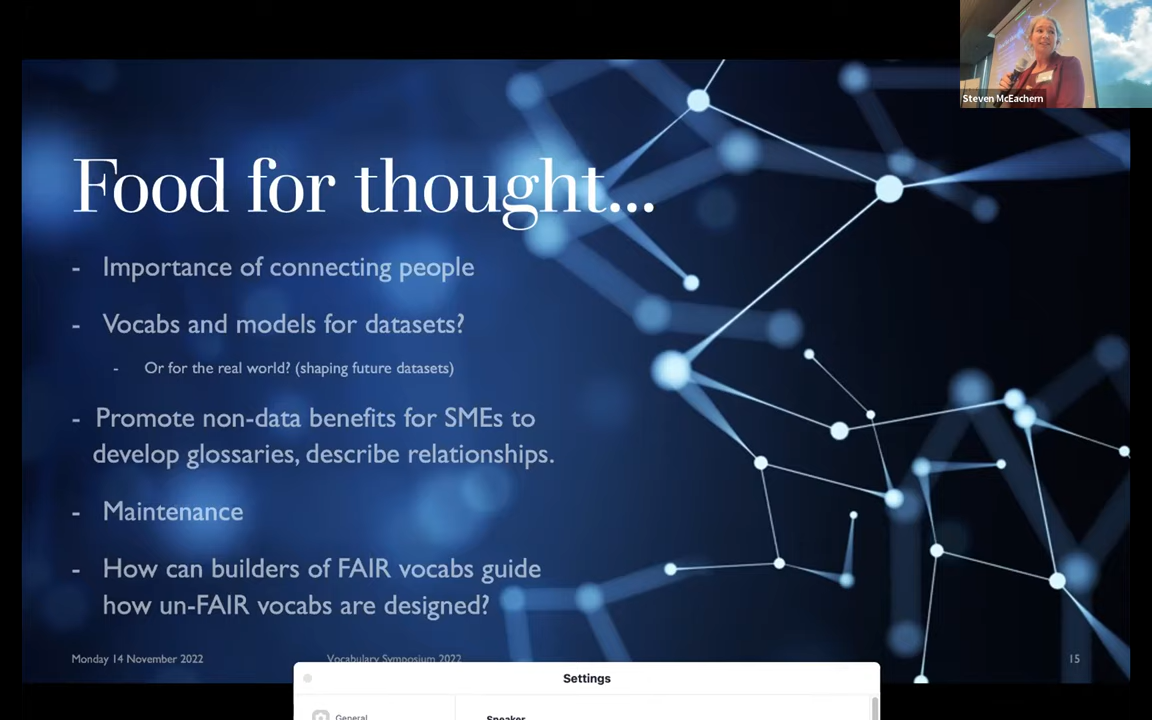 Steven McEachern
Food for thought...
- Importance of connecting people
- Vocabs and models for datasets?
- Or for the real world? (shaping future datasets)
- Promote non-data benefits for SMEs to
develop glossaries, describe relationships.
- Maintenance
- How can builders of FAIR vocabs guide
how un-FAIR vocabs are designed?
Monday 14 November 2022
Vocabulary Symposium 2022
15
Settings
General
Speaker